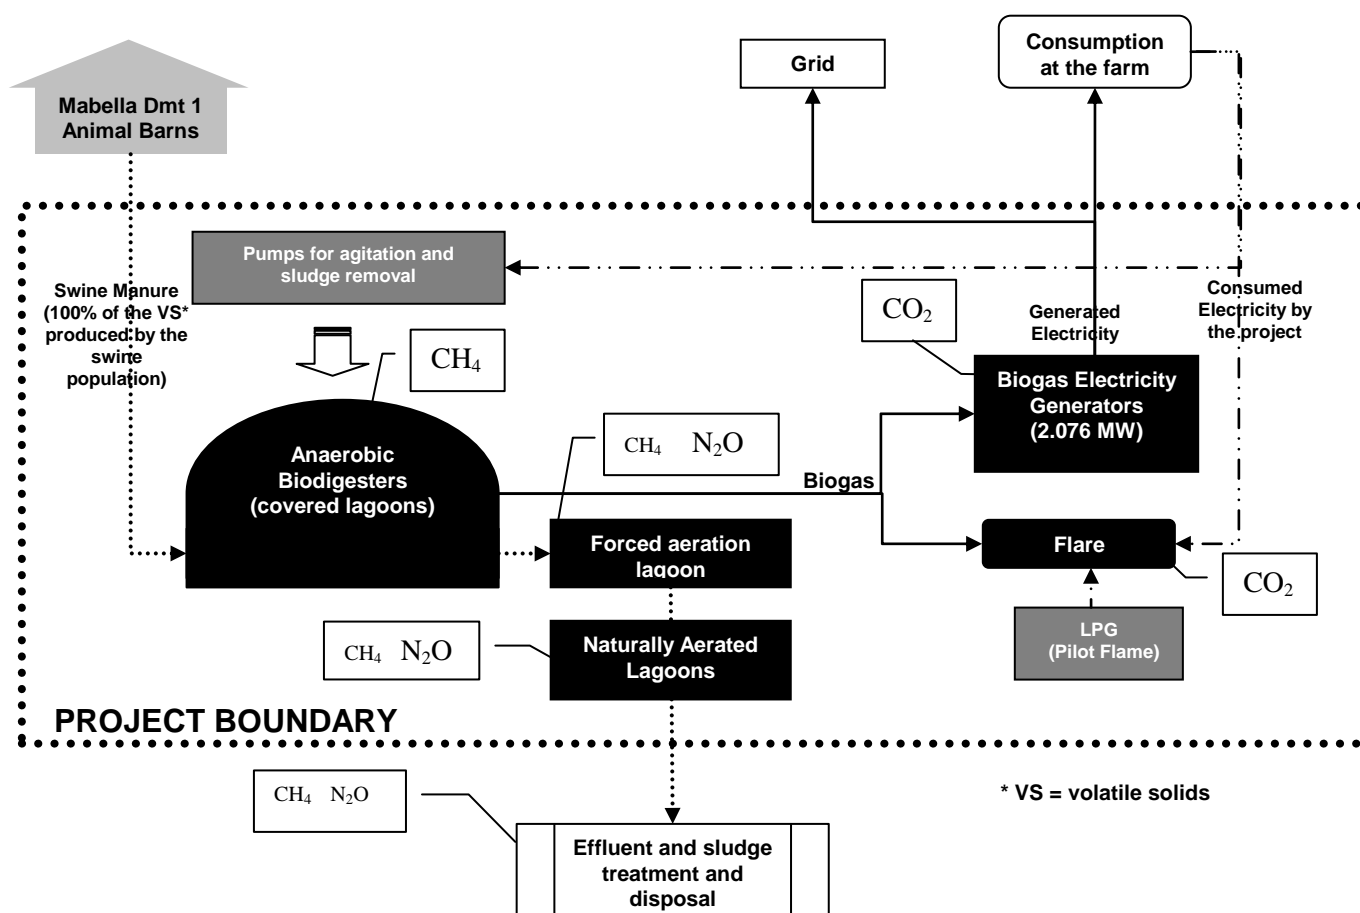 Mabella Dmt 1
Animal Barns
Grid
Consumption
at the farm
Pumps for agitation and
sludge removal
Swine Manure
(100% of the VS*
produced by the
swine
population)
CH₄
CO₂
Generated
Electricity
Consumed
Electricity by
the project
Biogas Electricity
Generators
(2.076 MW)
Anaerobic
Biodigesters
(covered lagoons)
CH₄ N₂O
Biogas
Forced aeration
lagoon
Flare
CO₂
CH₄ N₂O
Naturally Aerated
Lagoons
LPG
(Pilot Flame)
PROJECT BOUNDARY
CH₄ N₂O
* VS = volatile solids
Effluent and sludge
treatment and
disposal